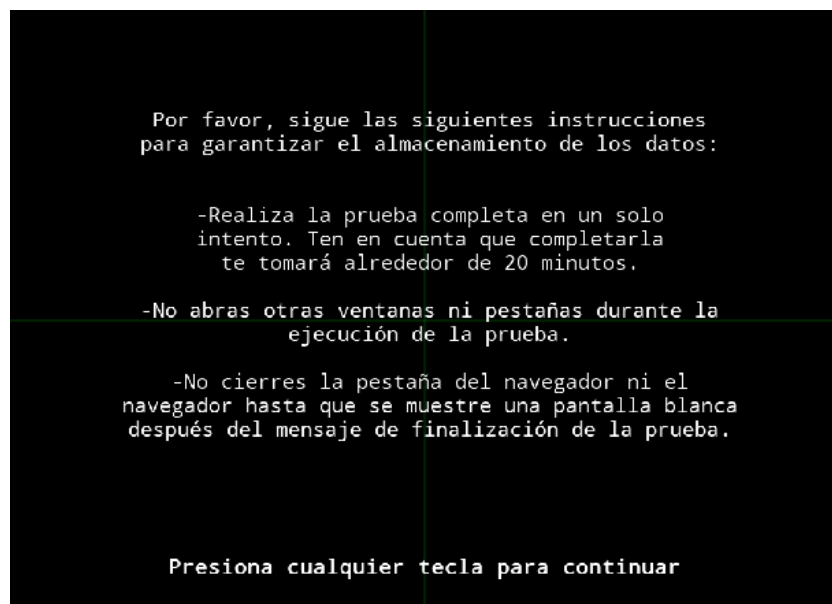 Por favor, sigue las siguientes instrucciones
para garantizar el almacenamiento de los datos:
-Realiza la prueba completa en un solo
intento. Ten en cuenta que completarla
te tomará alrededor de 20 minutos.
-No abras otras ventanas ni pestañas durante la
ejecución de la prueba.
-No cierres la pestaña del navegador ni el
navegador hasta que se muestre una pantalla blanca
después del mensaje de finalización de la prueba.
Presiona cualquier tecla para continuar